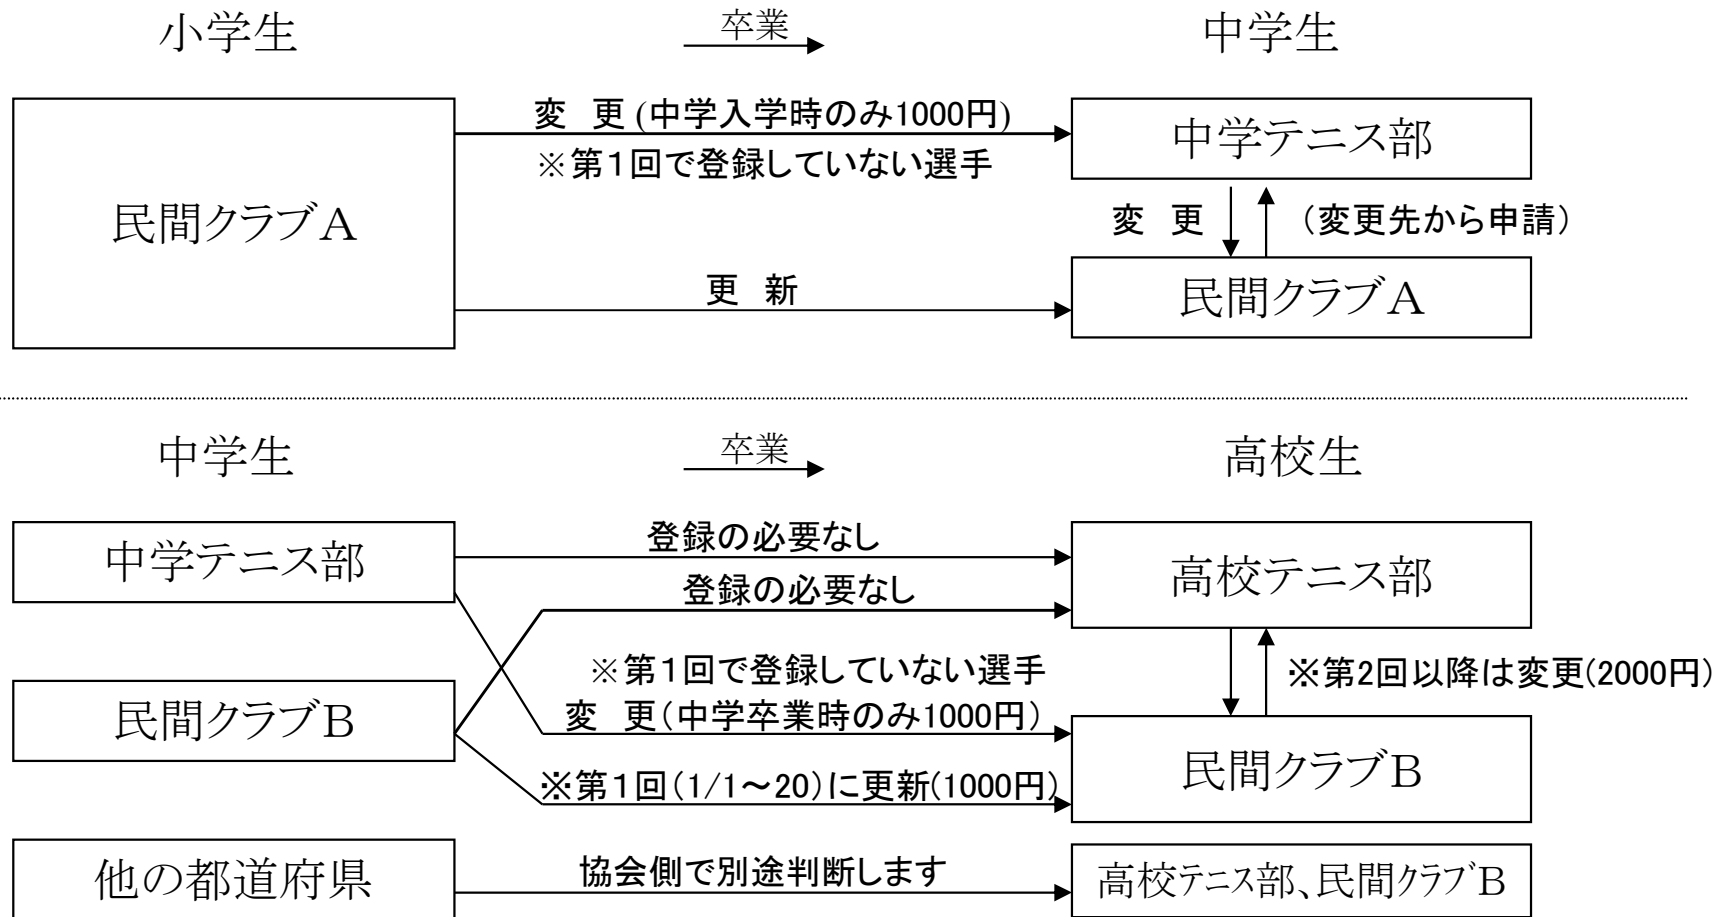 小学生
卒業
中学生
変　更 (中学入学時のみ1000円)
※第１回で登録していない選手
民間クラブA
中学テニス部
変　更
（変更先から申請）
更　新
民間クラブA
中学生
卒業
高校生
中学テニス部
登録の必要なし
高校テニス部
登録の必要なし
※第１回で登録していない選手
※第2回以降は変更(2000円)
民間クラブB
変　更（中学卒業時のみ1000円）
民間クラブB
※第１回（1/1～20）に更新(1000円)
他の都道府県
協会側で別途判断します
高校テニス部、民間クラブB